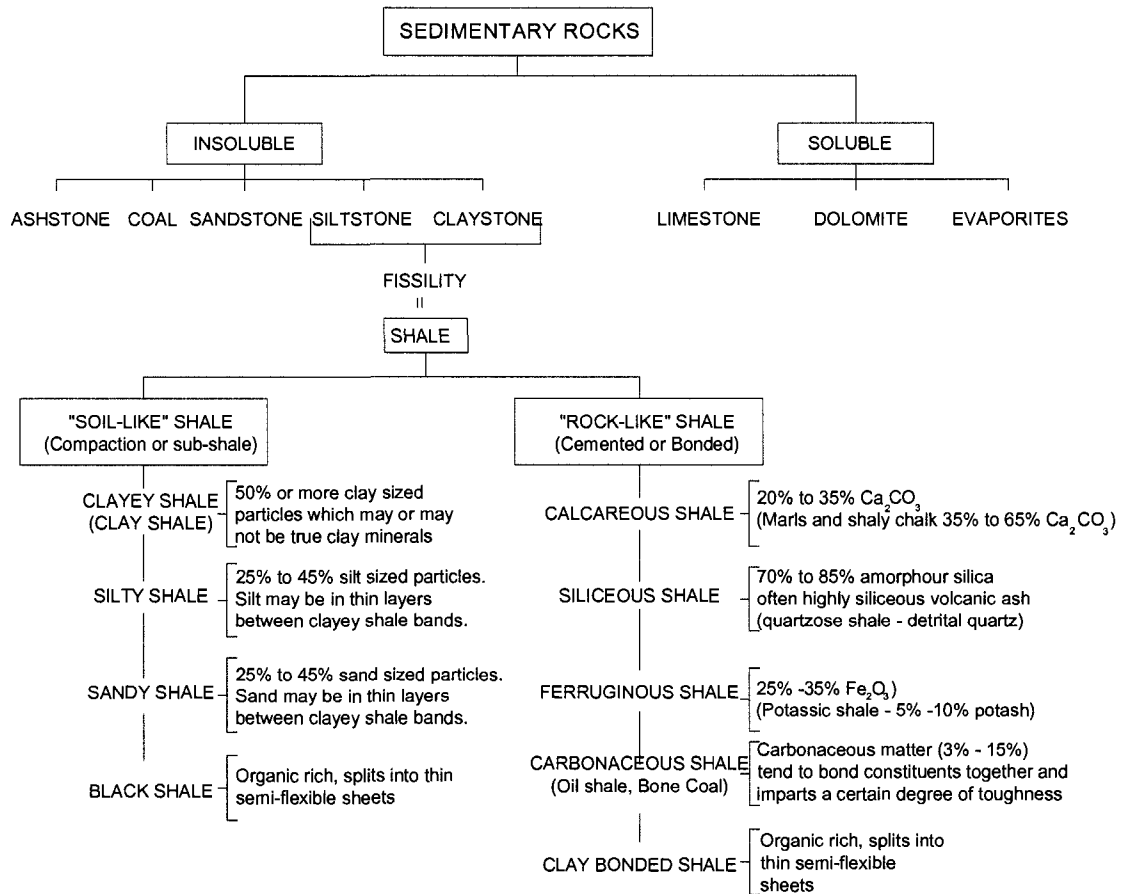 SEDIMENTARY ROCKS
INSOLUBLE
SOLUBLE
ASHSTONE COAL SANDSTONE SILTSTONE CLAYSTONE
LIMESTONE DOLOMITE EVAPORITES
FISSILITY
=
SHALE
"SOIL-LIKE" SHALE
(Compaction or sub-shale)
"ROCK-LIKE" SHALE
(Cemented or Bonded)
CLAYEY SHALE
(CLAY SHALE)
50% or more clay sized
particles which may or may
not be true clay minerals
SILTY SHALE
25% to 45% silt sized particles.
Silt may be in thin layers
between clayey shale bands.
SANDY SHALE
25% to 45% sand sized particles.
Sand may be in thin layers
between clayey shale bands.
BLACK SHALE
Organic rich, splits into thin
semi-flexible sheets
CALCAREOUS SHALE
20% to 35% Ca₂CO₃
(Marls and shaly chalk 35% to 65% Ca₂CO₃)
SILICEOUS SHALE
70% to 85% amorphour silica
often highly siliceous volcanic ash
(quartzose shale - detrital quartz)
FERRUGINOUS SHALE
25% -35% Fe₂O₃)
(Potassic shale - 5% -10% potash)
CARBONACEOUS SHALE
(Oil shale, Bone Coal)
Carbonaceous matter (3% - 15%)
tend to bond constituents together and
imparts a certain degree of toughness
CLAY BONDED SHALE
Organic rich, splits into
thin semi-flexible
sheets